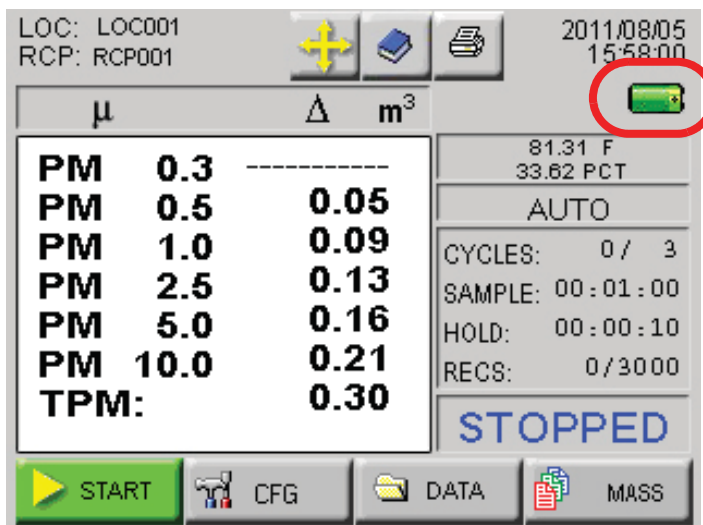 LOC: LOC001
RCP: RCP001
2011/08/05
15:58:00
µ Δ m³
PM 0.3 -----------
PM 0.5 0.05
PM 1.0 0.09
PM 2.5 0.13
PM 5.0 0.16
PM 10.0 0.21
TPM: 0.30
81.31 F
33.62 PCT
AUTO
CYCLES: 0/ 3
SAMPLE: 00:01:00
HOLD: 00:00:10
RECS: 0/3000
STOPPED
START
CFG
DATA
MASS